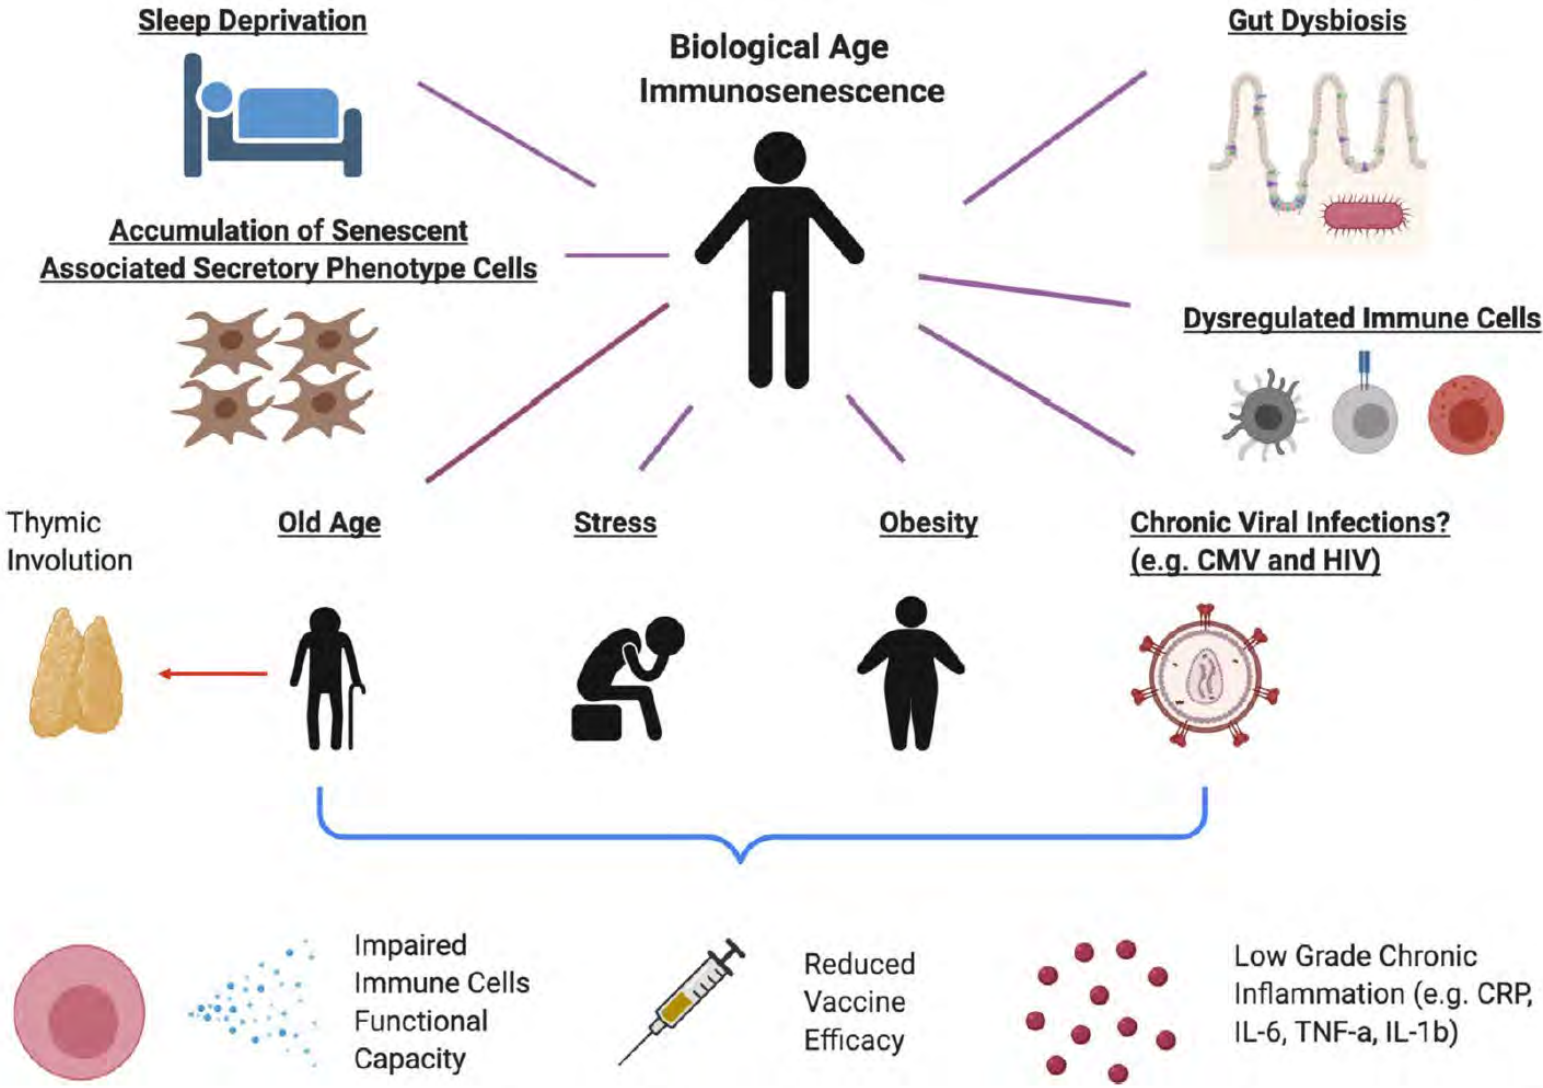 Sleep Deprivation
Biological Age
Immunosenescence
Gut Dysbiosis
Accumulation of Senescent
Associated Secretory Phenotype Cells
Dysregulated Immune Cells
Thymic
Involution
Old Age
Stress
Obesity
Chronic Viral Infections?
(e.g. CMV and HIV)
Impaired
Immune Cells
Functional
Capacity
Reduced
Vaccine
Efficacy
Low Grade Chronic
Inflammation (e.g. CRP,
IL-6, TNF-a, IL-1b)